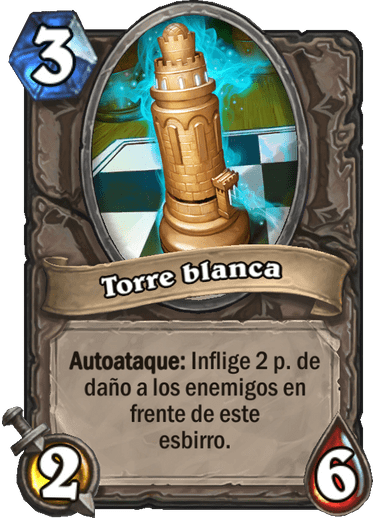 3
Torre blanca
Autoataque: Inflige 2 p. de
daño a los enemigos en
frente de este
esbirro.
2
6